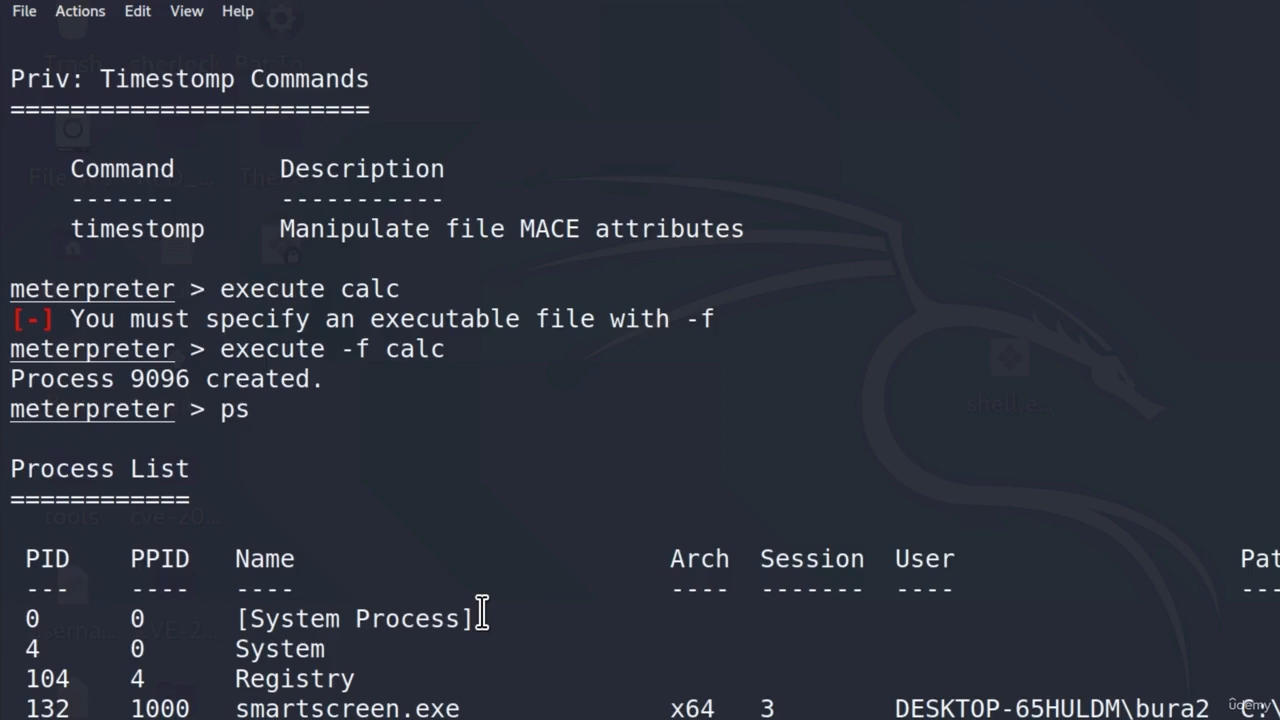 File Actions Edit View Help
Priv: Timestomp Commands
========================
Command Description
------- -----------
timestomp Manipulate file MACE attributes
meterpreter > execute calc
[-] You must specify an executable file with -f
meterpreter > execute -f calc
Process 9096 created.
meterpreter > ps
Process List
============
PID PPID Name Arch Session User
--- ---- ---- ---- ------- ---- ---
0 0 [System Process]
4 0 System
104 4 Registry
132 1000 smartscreen.exe x64 3 DESKTOP-65HULDM\bura2 C:\
udemy